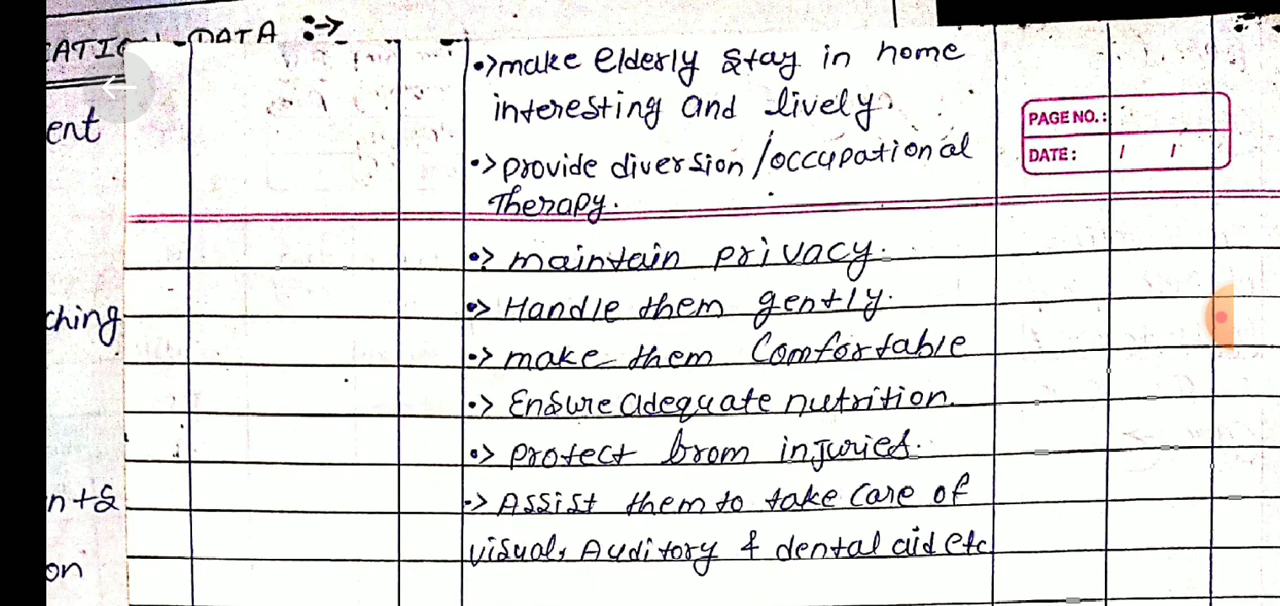 -DATA :->
ent
ching
n+&
on
•> make elderly stay in home
interesting and lively.
•> provide diversion/occupational
Therapy.
•> maintain privacy.
•> Handle them gently.
•> make them comfortable
•> Ensure adequate nutrition.
•> protect from injuries.
•> Assist them to take care of
visual, Auditory & dental aid etc
PAGE NO.:
DATE: / /